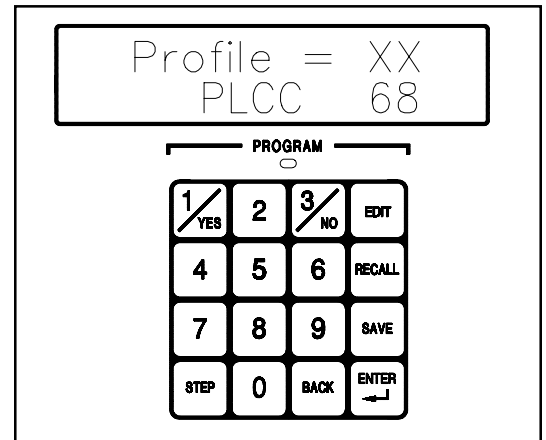 Profile = XX
PLCC 68
PROGRAM
1/YES 2 3/NO EDIT
4 5 6 RECALL
7 8 9 SAVE
STEP 0 BACK ENTER